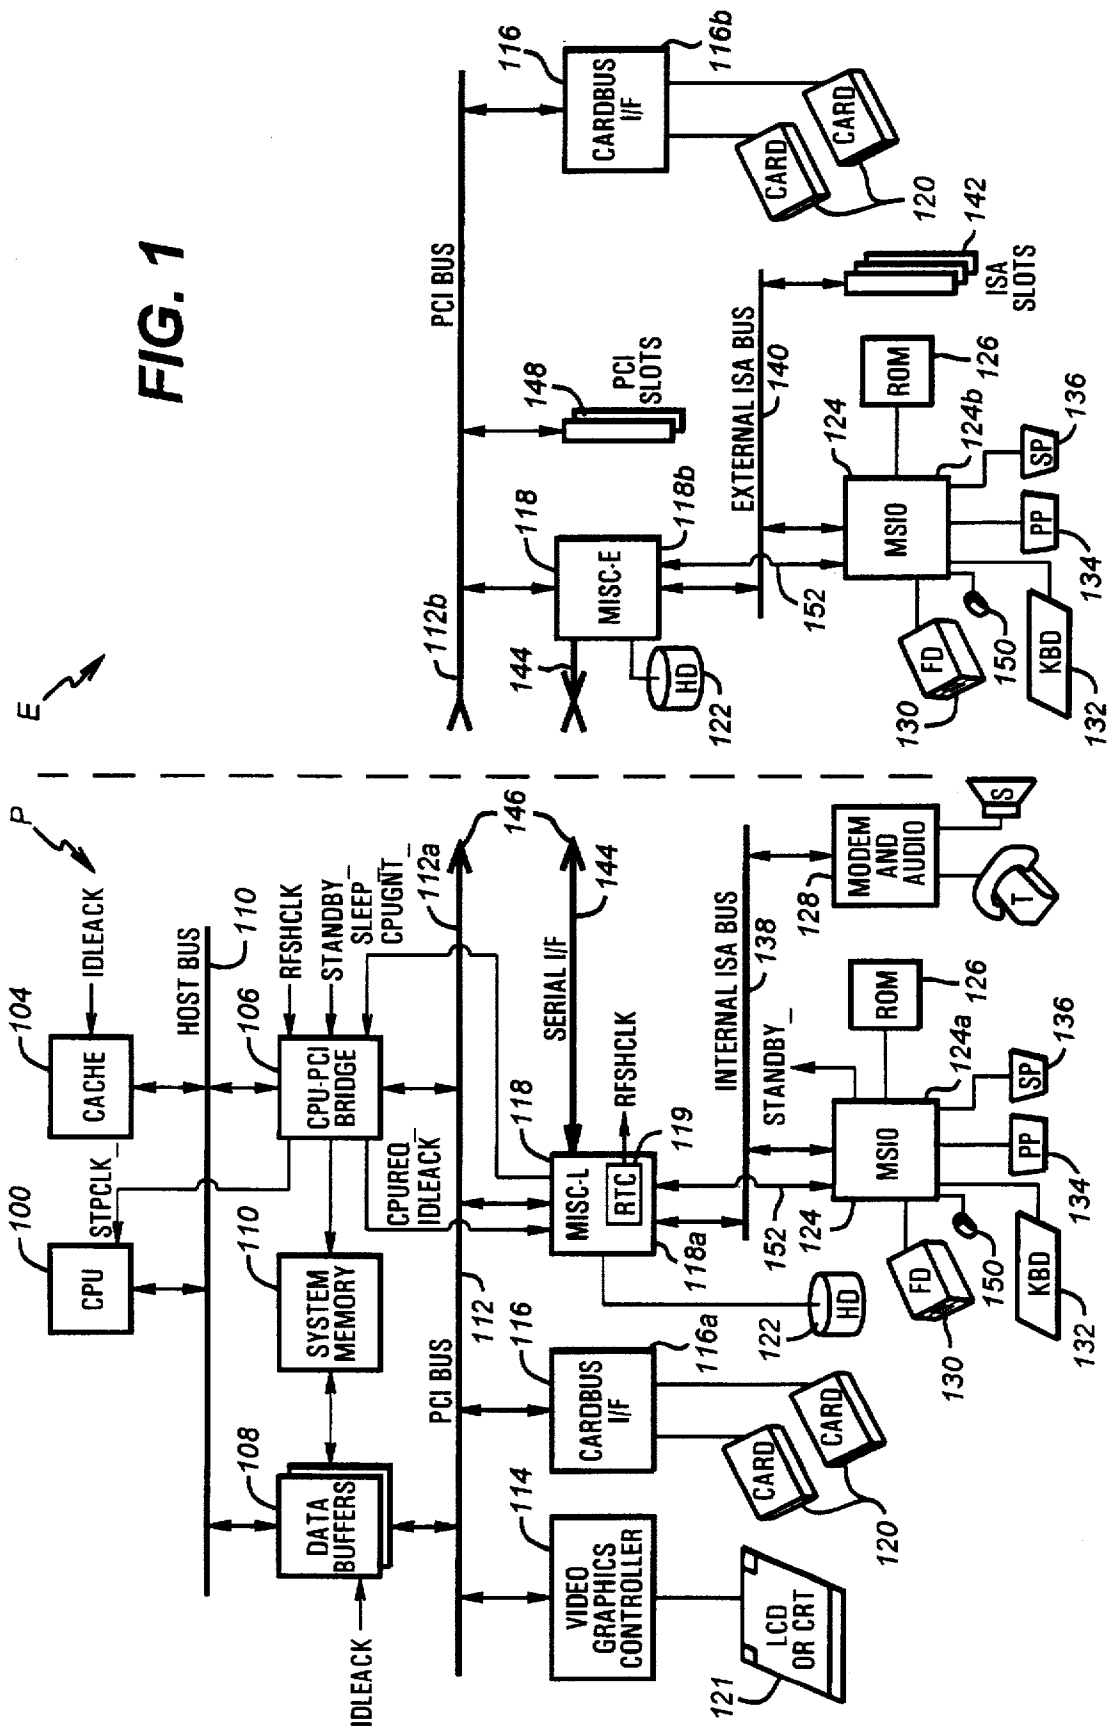 FIG. 1
P
E
100
CPU
STPCLK_
104
CACHE
IDLEACK
HOST BUS
110
108
DATA
BUFFERS
IDLEACK
110
SYSTEM
MEMORY
106
CPU-PCI
BRIDGE
RFSHCLK
STANDBY_
SLEEP_
CPUGNT_
CPUREQ_
IDLEACK
PCI BUS
112
112a
146
114
VIDEO
GRAPHICS
CONTROLLER
121
LCD
OR CRT
116
CARDBUS
I/F
116a
CARD
CARD
120
118
MISC-L
RTC
119
RFSHCLK
118a
122
HD
SERIAL I/F
144
INTERNAL ISA BUS
138
STANDBY_
152
124
MSIO
124a
ROM
126
128
MODEM
AND
AUDIO
T
S
FD
130
150
KBD
132
PP
134
SP
136
112b
PCI BUS
144
118
MISC-E
118b
HD
122
148
PCI
SLOTS
116
CARDBUS
I/F
116b
CARD
CARD
120
EXTERNAL ISA BUS
140
142
ISA
SLOTS
152
124
MSIO
124b
ROM
126
FD
130
150
KBD
132
PP
134
SP
136